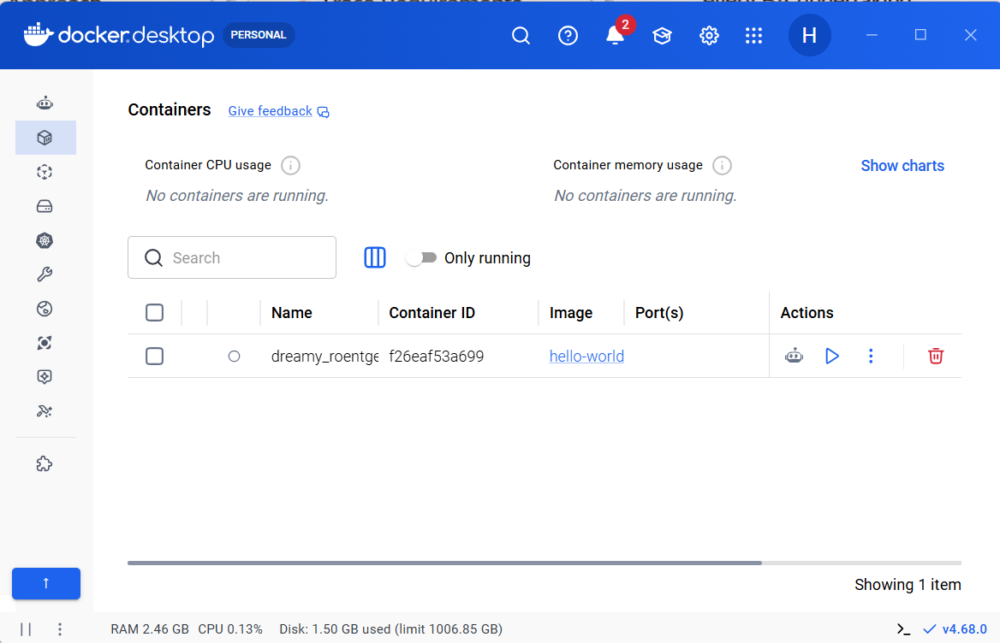 docker.desktop PERSONAL 2 H
Containers Give feedback
Container CPU usage Container memory usage Show charts
No containers are running. No containers are running.
Search Only running
Name Container ID Image Port(s) Actions
dreamy_roentge f26eaf53a699 hello-world
Showing 1 item
RAM 2.46 GB CPU 0.13% Disk: 1.50 GB used (limit 1006.85 GB) v4.68.0